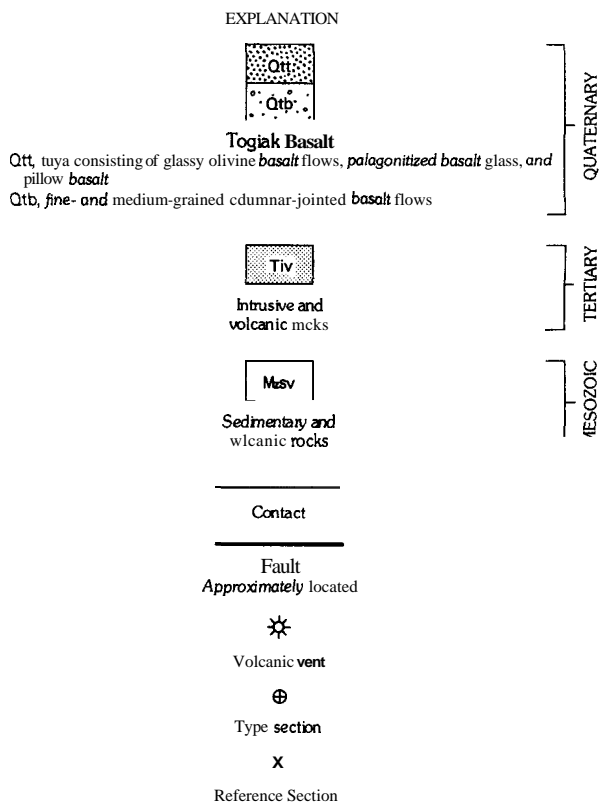 EXPLANATION
Qtt
Qtb
Togiak Basalt
Qtt, tuya consisting of glassy olivine basalt flows, palagonitized basalt glass, and
pillow basalt
Qtb, fine- and medium-grained cdumnar-jointed basalt flows
QUATERNARY
Tiv
Intrusive and
volcanic mcks
TERTIARY
Mzsv
Sedimentary and
wlcanic rocks
MESOZOIC
Contact
Fault
Approximately located
Volcanic vent
Type section
x
Reference Section